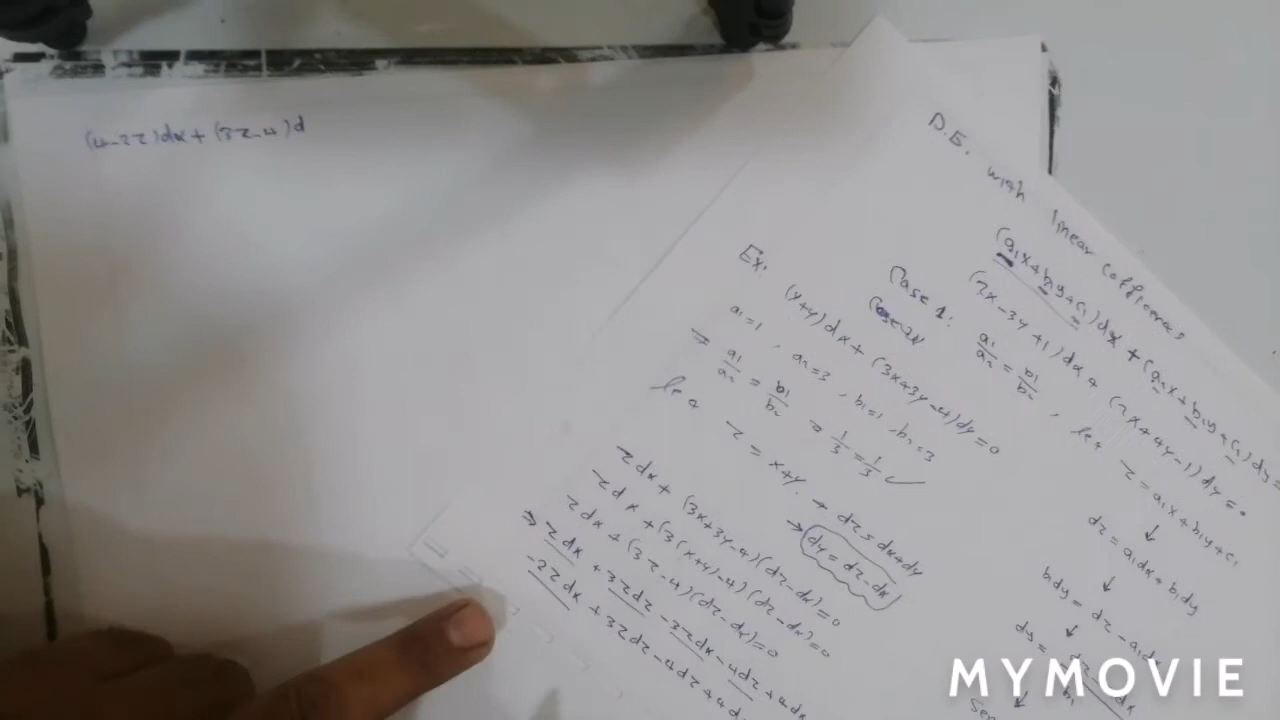 (4-2z)dx + (3z-4)d
D.E. with linear cofficences
(a₁x+b₁y+c₁)dx + (a₂x+b₂y+c₂)dy=
(2x-3y+1)dx + (2x+4y-1)dy=0
Case 1: a₁/a₂ = b₁/b₂, let z = a₁x+b₁y+c₁
↓
dz = a₁dx+b₁dy
↓
b₁dy = dz-a₁dx
↓
dy =
Ex: (x+y)dx + (3x+3y-4)dy=0
a₁=1, a₂=3, b₁=1, b₂=3
⇒ a₁/a₂ = b₁/b₂ ⇒ 1/3 = 1/3 ✓
let z = x+y. → dz = dx+dy
→ dy = dz-dx
zdx + (3x+3y-4)(dz-dx)=0
zdx + (3(x+y)-4)(dz-dx)=0
zdx + (3z-4)(dz-dx)=0
⇒ zdx + 3zdz - 3zdx - 4dz + 4dx
-2zdx + 3zdz - 4dz + 4d
MYMOVIE